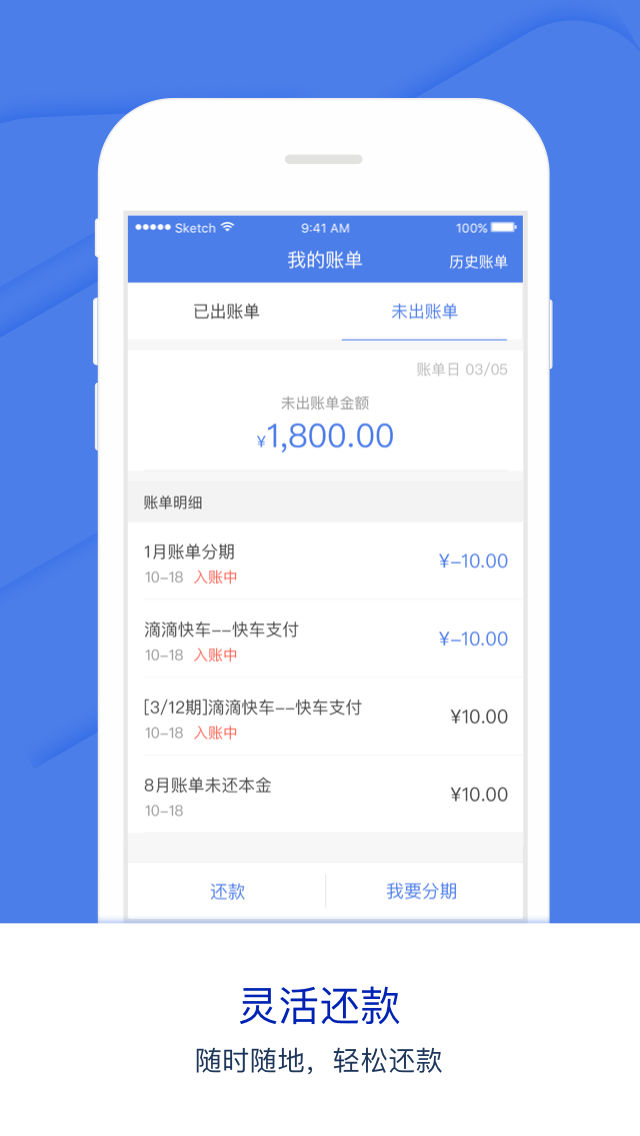 ●●●●● Sketch 9:41 AM 100%
我的账单 历史账单
已出账单 未出账单
账单日 03/05
未出账单金额
¥1,800.00
账单明细
1月账单分期 ¥-10.00
10-18 入账中
滴滴快车--快车支付 ¥-10.00
10-18 入账中
[3/12期]滴滴快车--快车支付 ¥10.00
10-18 入账中
8月账单未还本金 ¥10.00
10-18
还款 我要分期
灵活还款
随时随地，轻松还款